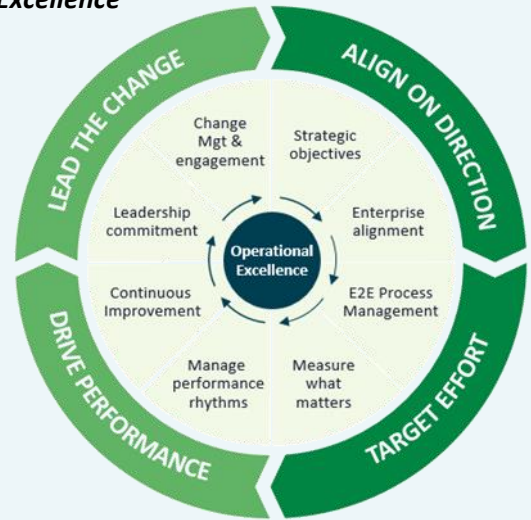 Excellence
LEAD THE CHANGE
ALIGN ON DIRECTION
TARGET EFFORT
DRIVE PERFORMANCE
Change
Mgt &
engagement
Strategic
objectives
Leadership
commitment
Enterprise
alignment
Operational
Excellence
Continuous
Improvement
E2E Process
Management
Manage
performance
rhythms
Measure
what
matters